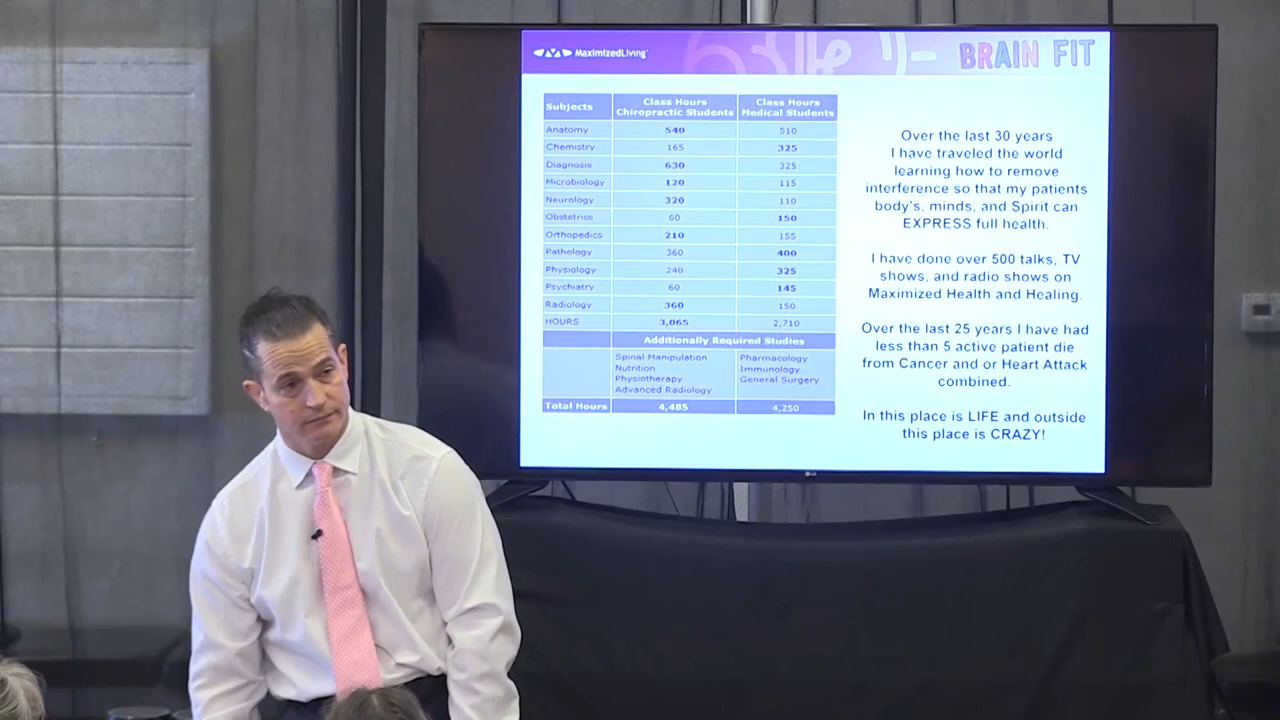 MaximizedLiving
BRAIN FIT
Subjects Class Hours Chiropractic Students Class Hours Medical Students
Anatomy 540 510
Chemistry 165 325
Diagnosis 630 325
Microbiology 120 115
Neurology 320 110
Obstetrics 60 150
Orthopedics 210 155
Pathology 360 400
Physiology 240 325
Psychiatry 60 145
Radiology 360 150
HOURS 3,065 2,710
Additionally Required Studies
Spinal Manipulation
Nutrition
Physiotherapy
Advanced Radiology
Pharmacology
Immunology
General Surgery
Total Hours 4,485 4,250
Over the last 30 years
I have traveled the world
learning how to remove
interference so that my patients
body's, minds, and Spirit can
EXPRESS full health.
I have done over 500 talks, TV
shows, and radio shows on
Maximized Health and Healing.
Over the last 25 years I have had
less than 5 active patient die
from Cancer and or Heart Attack
combined.
In this place is LIFE and outside
this place is CRAZY!
LG